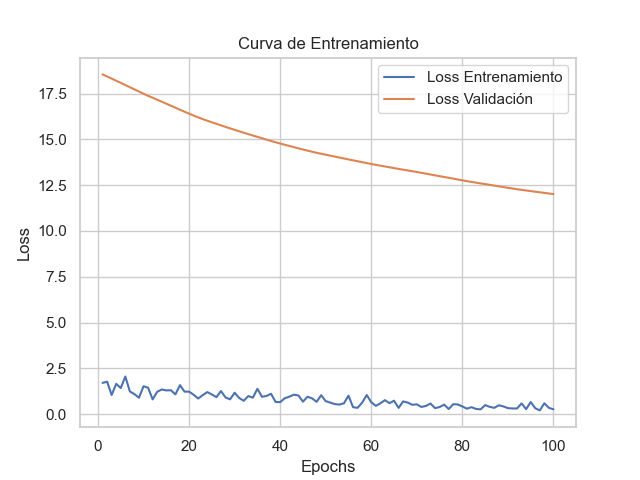 Curva de Entrenamiento
Loss Entrenamiento
Loss Validación
17.5
15.0
12.5
10.0
7.5
5.0
2.5
0.0
Loss
0 20 40 60 80 100
Epochs